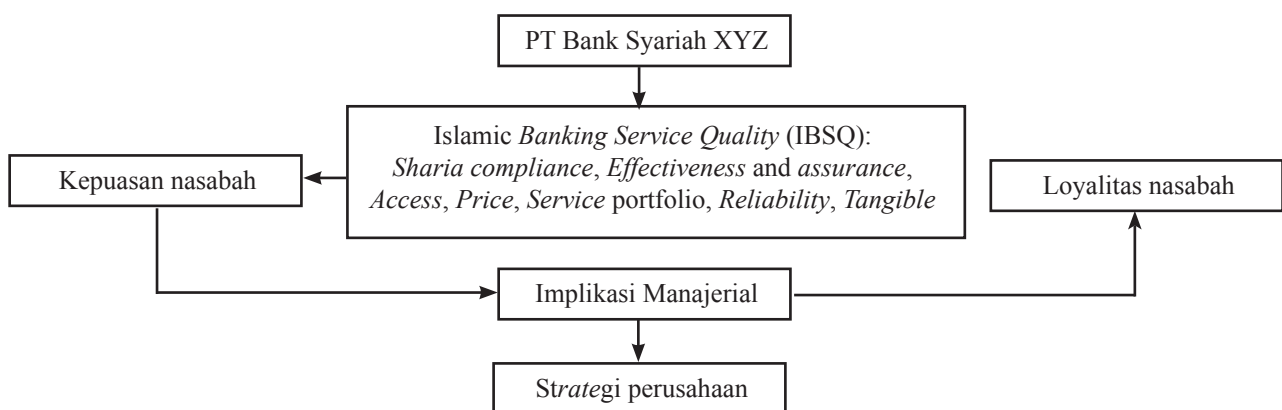 PT Bank Syariah XYZ
Islamic Banking Service Quality (IBSQ):
Sharia compliance, Effectiveness and assurance,
Access, Price, Service portfolio, Reliability, Tangible
Kepuasan nasabah
Loyalitas nasabah
Implikasi Manajerial
Strategi perusahaan